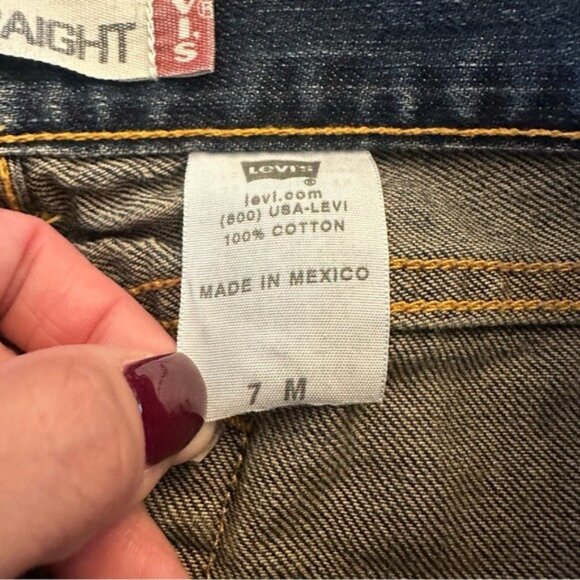 AIGHT
LEVI'S
®
LEVI'S
®
levi.com
(800) USA-LEVI
100% COTTON
MADE IN MEXICO
7 M